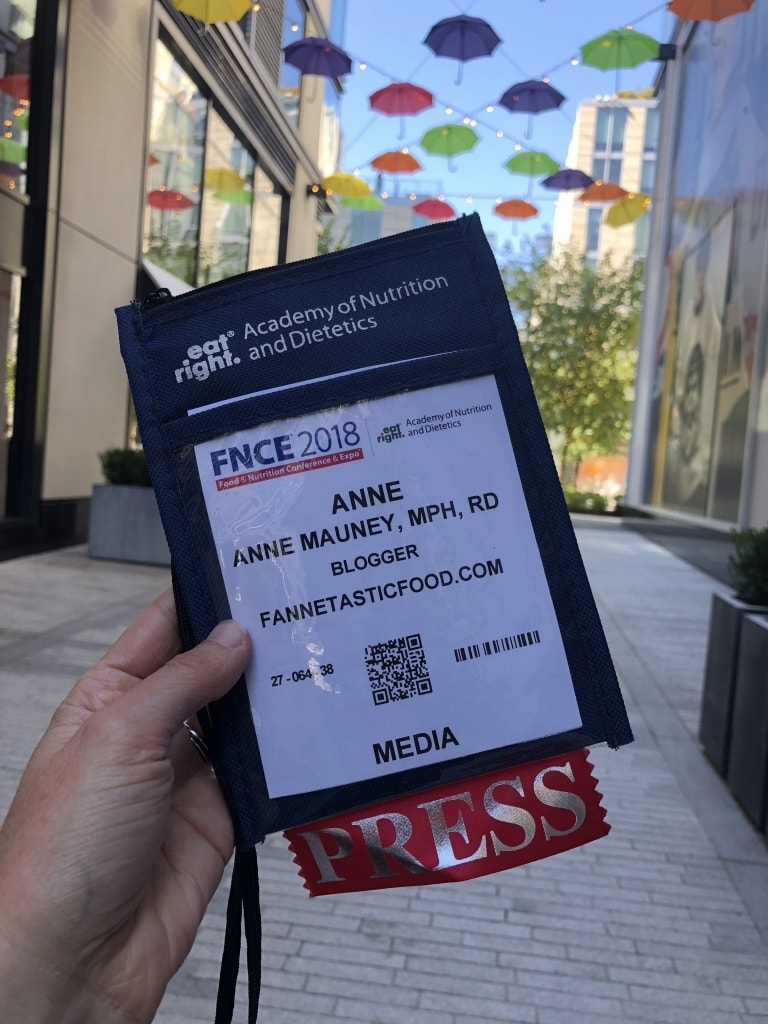 eat® right. Academy of Nutrition
and Dietetics
FNCE® 2018
Food & Nutrition Conference & Expo
eat right. Academy of Nutrition
and Dietetics
ANNE
ANNE MAUNEY, MPH, RD
BLOGGER
FANNETASTICFOOD.COM
MEDIA
PRESS